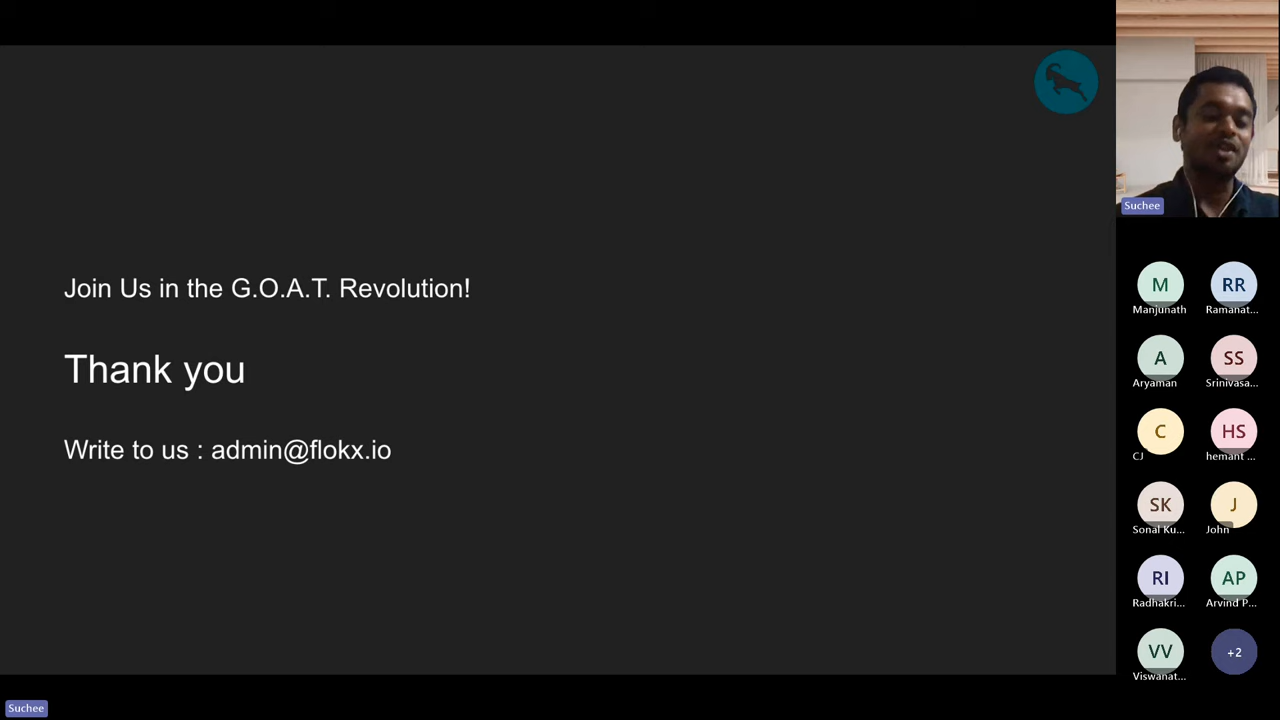 Join Us in the G.O.A.T. Revolution!
Thank you
Write to us : admin@flokx.io
Suchee
M
Manjunath
RR
Ramanat...
A
Aryaman
SS
Srinivasa...
C
CJ
HS
hemant ...
SK
Sonal Ku...
J
John
RI
Radhakri...
AP
Arvind P...
VV
Viswanat...
+2
Suchee